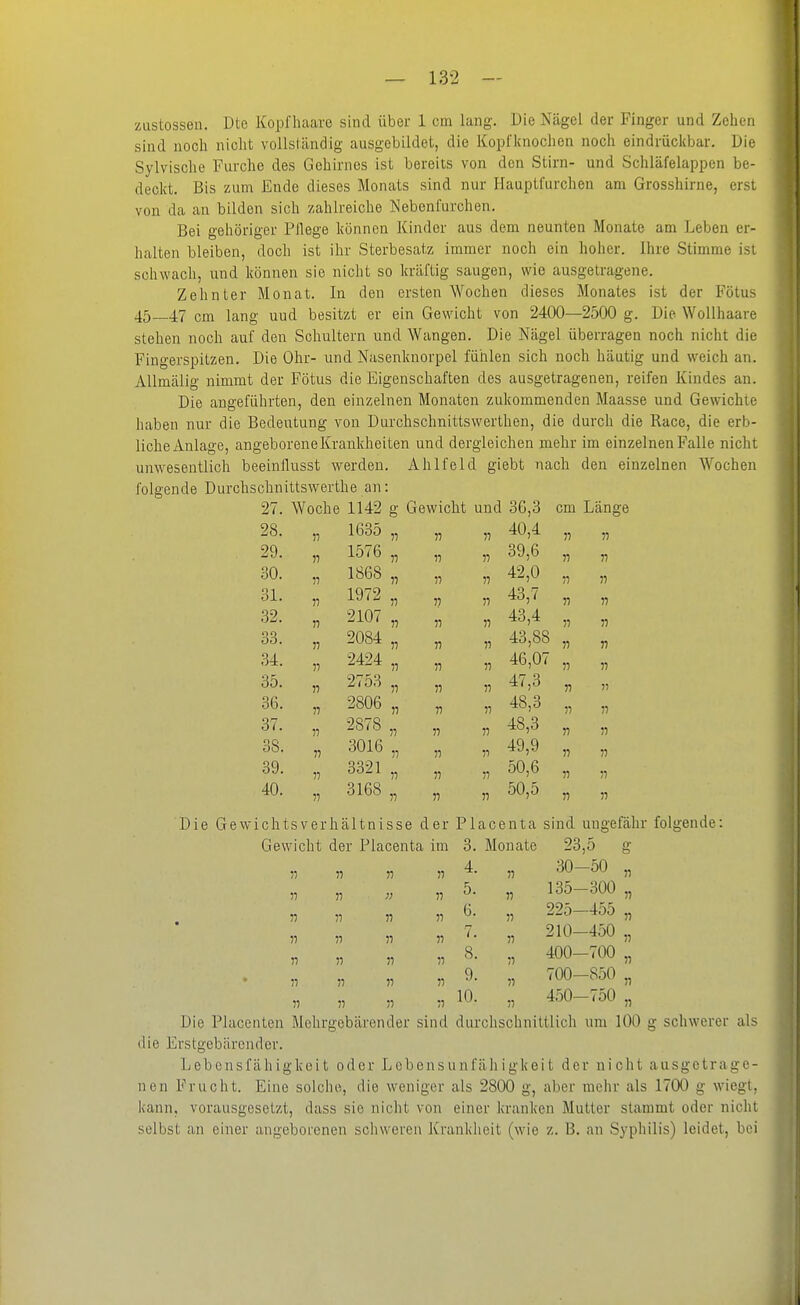 — 132 —
zustossen. Dte Kopfhaare sind über 1 cm lang. Die Nägel der Finger und Zehen
sind noch nicht vollständig ausgebildet, die Kopfknochen noch eindrückbar. Die
Sylvische Furche des Gehirnes ist bereits von den Stirn- und Schläfelappen be-
deckt. Bis zum Ende dieses Monats sind nur Hauptfurchen am Grosshirne, erst
von da an bilden sich zahlreiche Nebenfurchen.
Bei gehöriger Pflege können Kinder aus dem neunten Monate am Leben er-
halten bleiben, doch ist ihr Sterbesatz immer noch ein hoher. Ihre Stimme ist
schwach, und können sie nicht so kräftig saugen, wie ausgetragene.
Zehnter Monat. In den ersten Wochen dieses Monates ist der Fötus
45—47 cm lang uud besitzt er ein Gewicht von 2400—2500 g. Die Wollhaare
stehen noch auf den Schultern und Wangen. Die Nägel überragen noch nicht die
Fingerspitzen. Die Ohr- und Nasenknorpel fühlen sich noch häutig und weich an.
Allmälig nimmt der Fötus die Eigenschaften des ausgetragenen, reifen Kindes an.
Die angeführten, den einzelnen Monaten zukommenden Maasse und Gewichte
haben nur die Bedeutung von Durchschnittswerthen, die durch die Race, die erb-
liche Anlage, angeborene Krankheiten und dergleichen mehr im einzelnen Falle nicht
unwesentlich beeinflusst werden. Ahlfeld giebt nach den einzelnen Wochen
folgende Durchschnittswerthe an:
27. Woche 1142 g Gewicht und 36,3 cm Länge
28. „ 1635 „ „ „ 40,4 „ „
29. „ 1576 „ „ „ 39,6 „ „
30. „ 1868 „ „ „ 42,0 „ „
31. „ 1972 „ „ „ 43,7 „ „
32. „ 2107 „ „ „ 43,4 „ „
33. „ 2084 „ „ „ 43,88 „ „
34. „ 2424 „ „ „ 46,07 „ „
35. „ 2753 „ „ „ 47,3 „ „
36. „ 2806 „ „ „ 48,3 „ „
37. „ 2878 „ „ „ 48,3 „ „
38. „ 3016 „ „ „ 49,9 „ „
39. „ 3321 „ „ „ 50,6 „ „
40. „ 3168 „ „ „ 50,5 „ „
Die Gewichtsverhältnisse der Placenta sind ungefähr folgende:
Gewicht der Placenta im 3. Monate 23,5 g
„ „ „ „ 4. „ 30—50 „
„ „ „ „ 5. „ 135—300 „
„ „ „ „ 6. „ 225—455 „
„ „ „ „ 7. „ 210—450 „
„ „ „ „ 8. „ 400—700 „
„ „ „ „ 9. „ 700—850 „
„ „ „ „ 10. „ 450—750 „
Die Placenten Mehrgebärender sind durchschnittlich um 100 g schwerer als
die Erstgebärender.
Lebensfähigkeit oder Lebensunfähigkeit der nicht ausgetrage-
nen Frucht. Eine solche, die weniger als 2800 g, aber mehr als 1700 g wiegt,
kann, vorausgesetzt, dass sie nicht von einer kranken Mutter stammt oder nicht
selbst an einer angeborenen schweren Krankheit (wie z. B. an Syphilis) leidet, bei